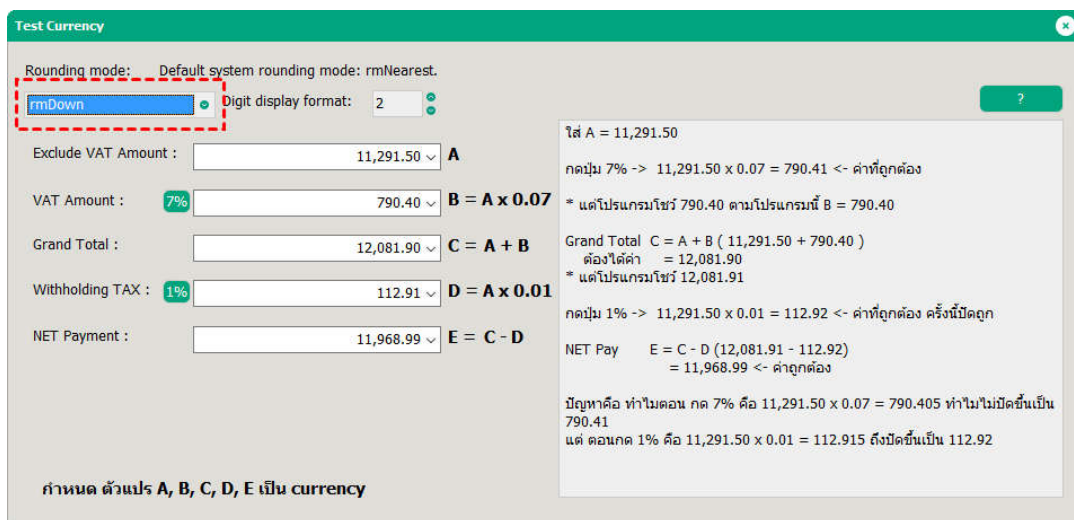 Test Currency
Rounding mode: Default system rounding mode: rmNearest.
rmDown Digit display format: 2
?
Exclude VAT Amount : 11,291.50 A
VAT Amount : 7% 790.40 B = A x 0.07
Grand Total : 12,081.90 C = A + B
Withholding TAX : 1% 112.91 D = A x 0.01
NET Payment : 11,968.99 E = C - D
กำหนด ตัวแปร A, B, C, D, E เป็น currency
ใส่ A = 11,291.50
กดปุ่ม 7% -> 11,291.50 x 0.07 = 790.41 <- ค่าที่ถูกต้อง
* แต่โปรแกรมโชว์ 790.40 ตามโปรแกรมนี้ B = 790.40
Grand Total C = A + B ( 11,291.50 + 790.40 )
ต้องได้ค่า = 12,081.90
* แต่โปรแกรมโชว์ 12,081.91
กดปุ่ม 1% -> 11,291.50 x 0.01 = 112.92 <- ค่าที่ถูกต้อง ครั้งนี้ปัดถูก
NET Pay E = C - D (12,081.91 - 112.92)
= 11,968.99 <- ค่าถูกต้อง
ปัญหาคือ ทำไมตอน กด 7% คือ 11,291.50 x 0.07 = 790.405 ทำไมไม่ปัดขึ้นเป็น
790.41
แต่ ตอนกด 1% คือ 11,291.50 x 0.01 = 112.915 ถึงปัดขึ้นเป็น 112.92